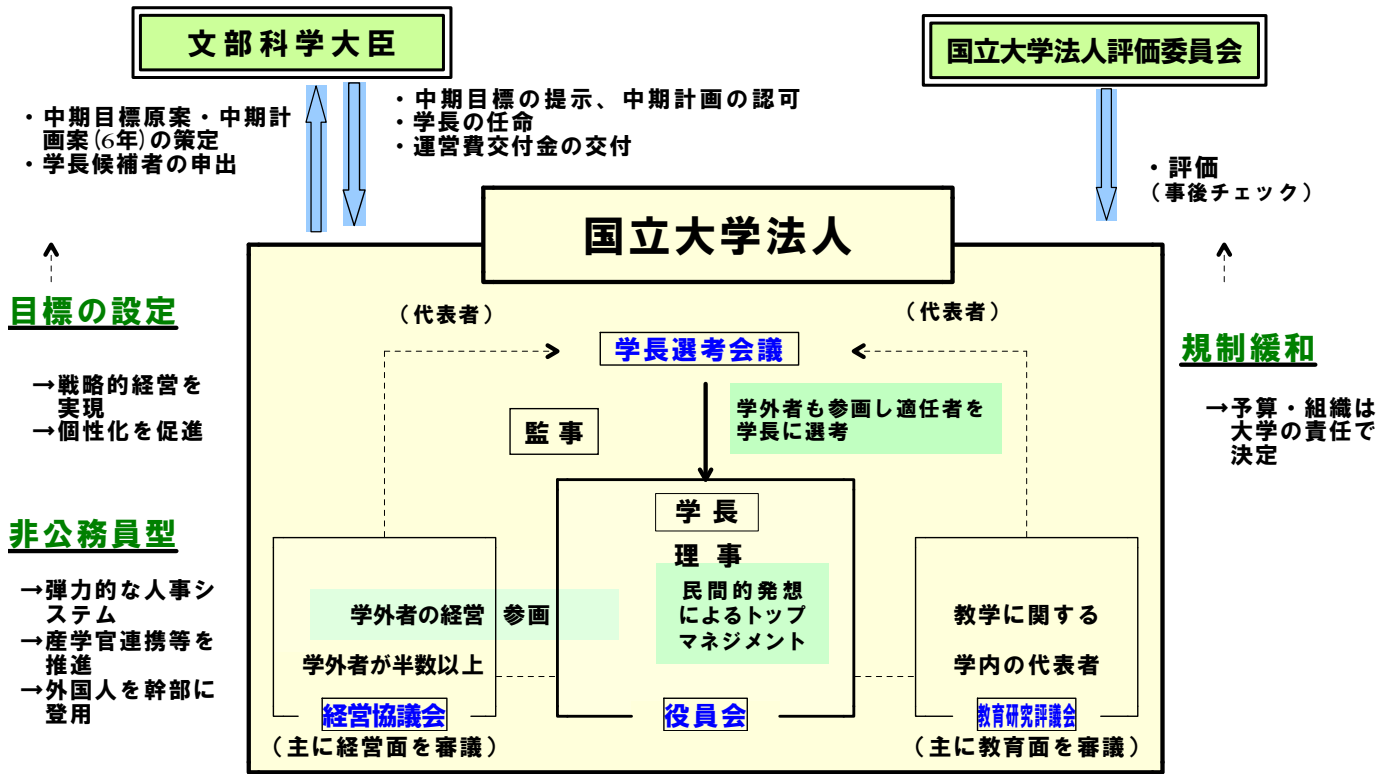 文部科学大臣
国立大学法人評価委員会
・中期目標原案・中期計
画案(6年)の策定
・学長候補者の申出
・中期目標の提示、中期計画の認可
・学長の任命
・運営費交付金の交付
・評価
（事後チェック）
国立大学法人
目標の設定
→戦略的経営を
実現
→個性化を促進
非公務員型
→弾力的な人事シ
ステム
→産学官連携等を
推進
→外国人を幹部に
登用
（代表者）
（代表者）
学長選考会議
監事
学外者も参画し適任者を
学長に選考
学長
理事
民間的発想
によるトップ
マネジメント
役員会
学外者の経営 参画
学外者が半数以上
経営協議会
（主に経営面を審議）
教学に関する
学内の代表者
教育研究評議会
（主に教育面を審議）
規制緩和
→予算・組織は
大学の責任で
決定